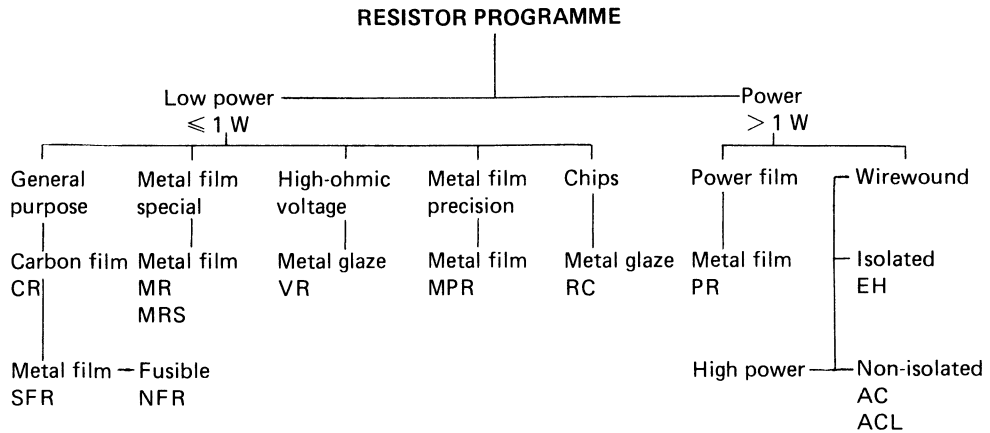 RESISTOR PROGRAMME
Low power
⩽ 1 W
Power
> 1 W
General
purpose
Metal film
special
High-ohmic
voltage
Metal film
precision
Chips
Power film
Wirewound
Carbon film
CR
Metal film
MR
MRS
Metal glaze
VR
Metal film
MPR
Metal glaze
RC
Metal film
PR
Isolated
EH
Metal film
SFR
Fusible
NFR
High power
Non-isolated
AC
ACL